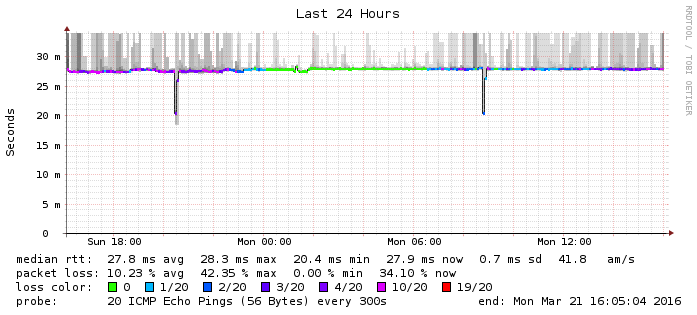 Last 24 Hours
RRDTOOL / TOBI OETIKER
Seconds
30 m
25 m
20 m
15 m
10 m
5 m
0
Sun 18:00 Mon 00:00 Mon 06:00 Mon 12:00
median rtt: 27.8 ms avg 28.3 ms max 20.4 ms min 27.9 ms now 0.7 ms sd 41.8 am/s
packet loss: 10.23 % avg 42.35 % max 0.00 % min 34.10 % now
loss color: 0 1/20 2/20 3/20 4/20 10/20 19/20
probe: 20 ICMP Echo Pings (56 Bytes) every 300s end: Mon Mar 21 16:05:04 2016